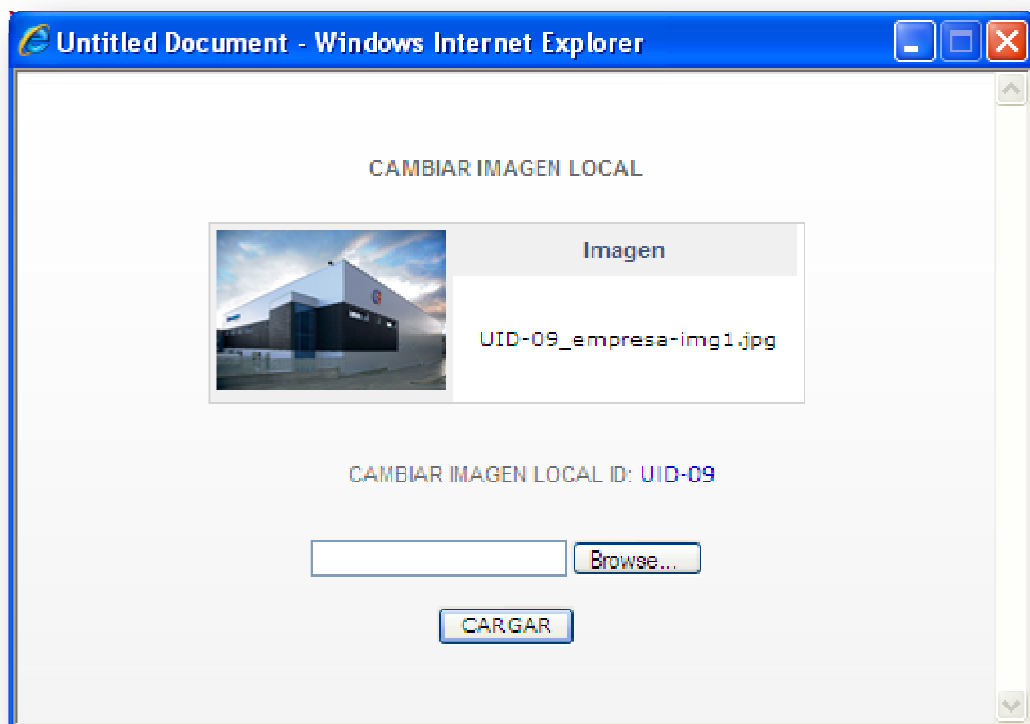 Untitled Document - Windows Internet Explorer
CAMBIAR IMAGEN LOCAL
Imagen
UID-09_empresa-img1.jpg
CAMBIAR IMAGEN LOCAL ID: UID-09
Browse...
CARGAR